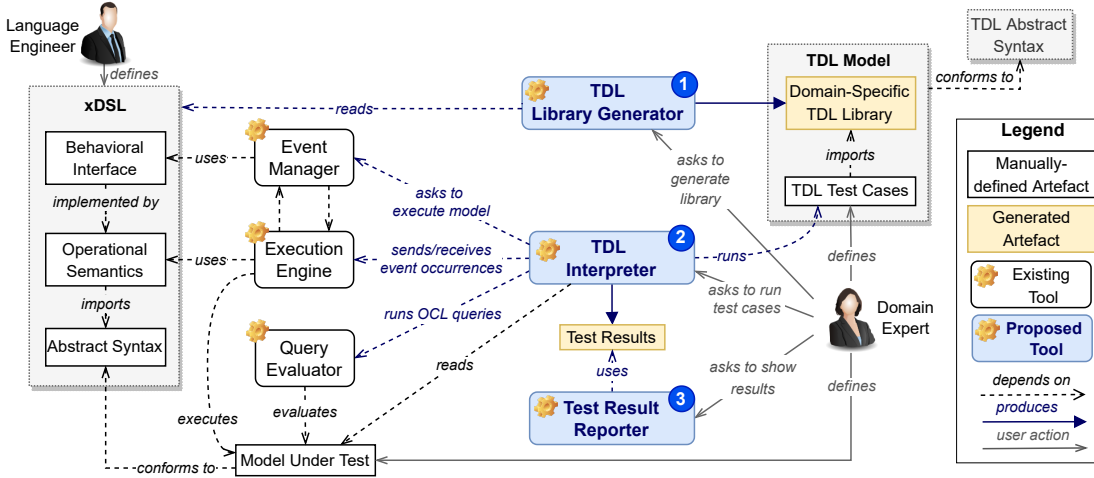 Language
Engineer
defines
xDSL
Behavioral
Interface
implemented by
Operational
Semantics
imports
Abstract Syntax
uses
uses
Event
Manager
Execution
Engine
Query
Evaluator
executes
evaluates
conforms to
Model Under Test
reads
asks to
execute model
sends/receives
event occurrences
runs OCL queries
reads
TDL
Library Generator
1
TDL
Interpreter
2
Test Results
uses
Test Result
Reporter
3
asks to
generate
library
runs
asks to run
test cases
asks to show
results
TDL Model
Domain-Specific
TDL Library
imports
TDL Test Cases
defines
Domain
Expert
defines
conforms to
TDL Abstract
Syntax
Legend
Manually-
defined Artefact
Generated
Artefact
Existing
Tool
Proposed
Tool
depends on
produces
user action